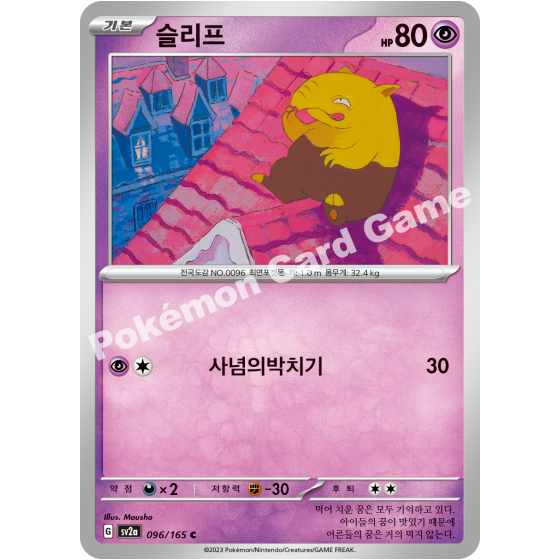 기본 슬리프 HP 80
전국도감 NO.0096 최면포켓몬 키: 1.0 m 몸무게: 32.4 kg
Pokémon Card Game
사념의박치기 30
약점 ×2 저항력 -30 후퇴
Illus. Mousho
G sv2a 096/165 C
먹어 치운 꿈은 모두 기억하고 있다.
아이들의 꿈이 맛있기 때문에
어른들의 꿈은 거의 먹지 않는다.
©2023 Pokémon/Nintendo/Creatures/GAME FREAK.